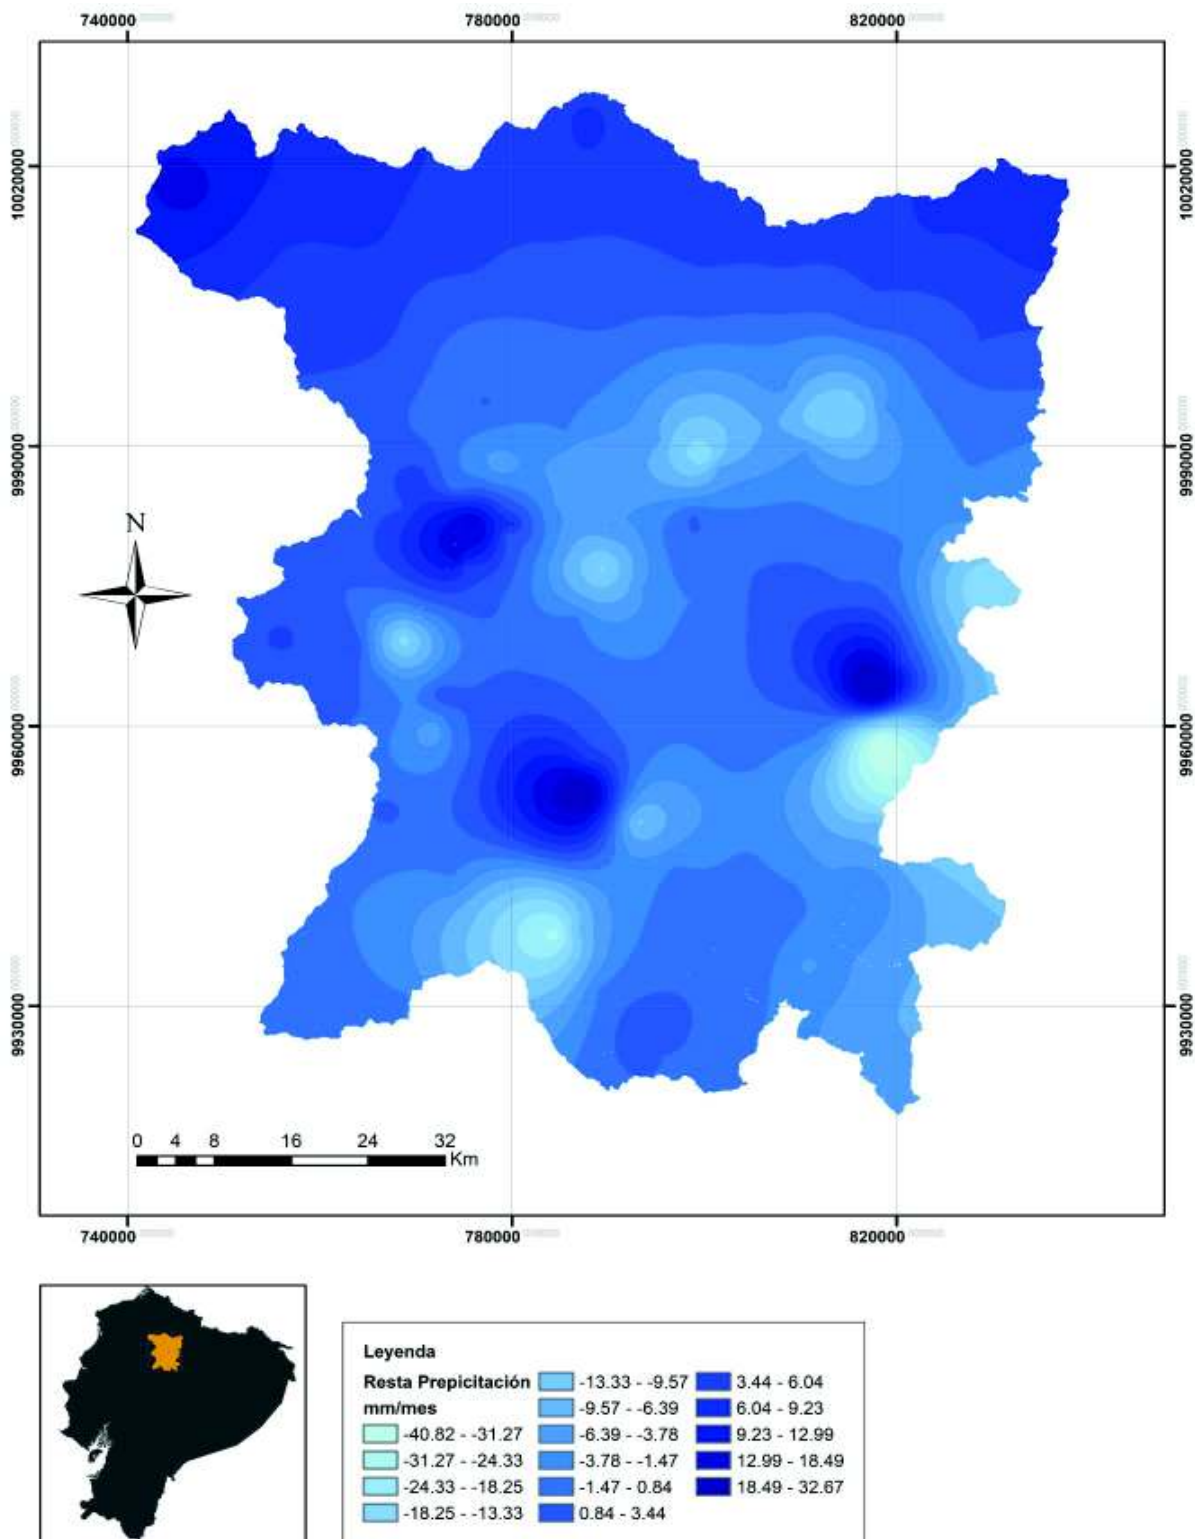 740000 780000 820000
10020000 10020000
9990000 9990000
N
9960000 9960000
9930000 9930000
0 4 8 16 24 32
Km
740000 780000 820000
Leyenda
Resta Prepicitación
mm/mes
-40.82 - -31.27
-31.27 - -24.33
-24.33 - -18.25
-18.25 - -13.33
-13.33 - -9.57
-9.57 - -6.39
-6.39 - -3.78
-3.78 - -1.47
-1.47 - 0.84
0.84 - 3.44
3.44 - 6.04
6.04 - 9.23
9.23 - 12.99
12.99 - 18.49
18.49 - 32.67